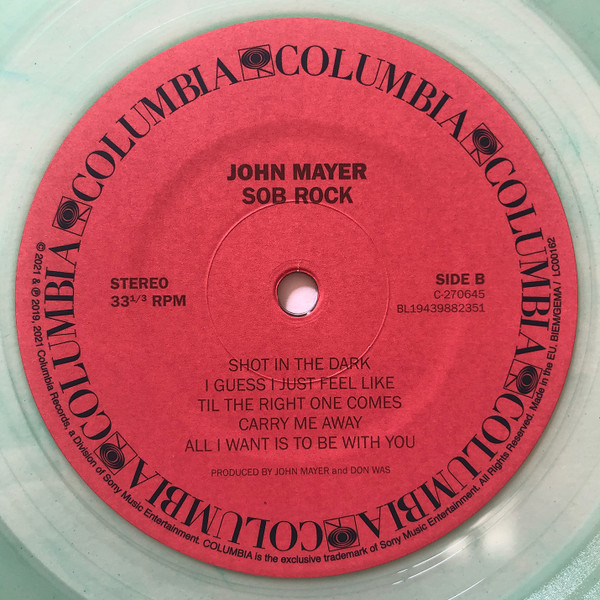 COLUMBIA COLUMBIA COLUMBIA COLUMBIA COLUMBIA COLUMBIA
JOHN MAYER
SOB ROCK
STEREO
33¹/³ RPM
SIDE B
C-270645
BL19439882351
SHOT IN THE DARK
I GUESS I JUST FEEL LIKE
TIL THE RIGHT ONE COMES
CARRY ME AWAY
ALL I WANT IS TO BE WITH YOU
PRODUCED BY JOHN MAYER and DON WAS
© 2021 & ℗ 2019, 2021 Columbia Records, a Division of Sony Music Entertainment. COLUMBIA is the exclusive trademark of Sony Music Entertainment. All Rights Reserved. Made in the EU. BIEM/GEMA / LC00162